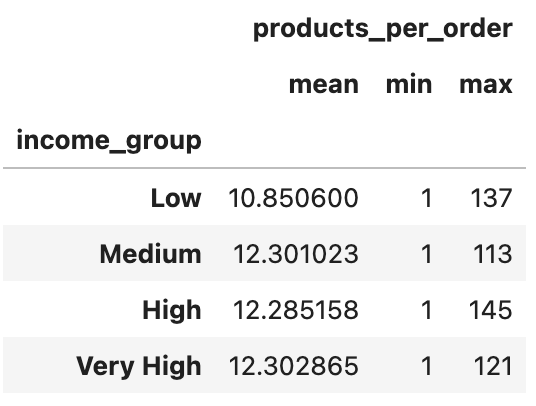 products_per_order
mean min max
income_group
Low 10.850600 1 137
Medium 12.301023 1 113
High 12.285158 1 145
Very High 12.302865 1 121